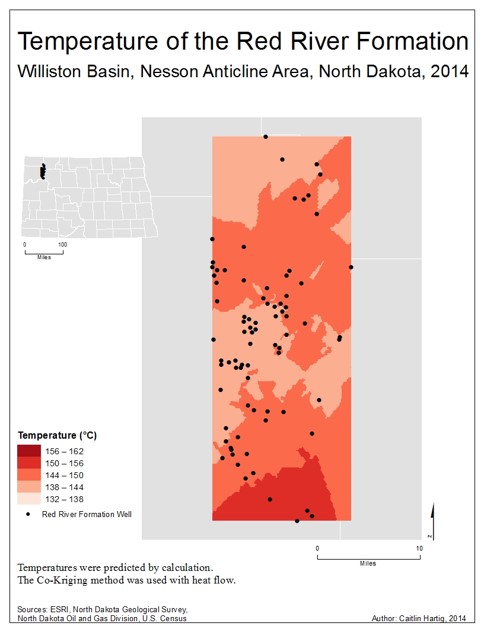 Temperature of the Red River Formation
Williston Basin, Nesson Anticline Area, North Dakota, 2014
0 100
Miles
Temperature (°C)
156 – 162
150 – 156
144 – 150
138 – 144
132 – 138
Red River Formation Well
N
0 10
Miles
Temperatures were predicted by calculation.
The Co-Kriging method was used with heat flow.
Sources: ESRI, North Dakota Geological Survey,
North Dakota Oil and Gas Division, U.S. Census
Author: Caitlin Hartig, 2014